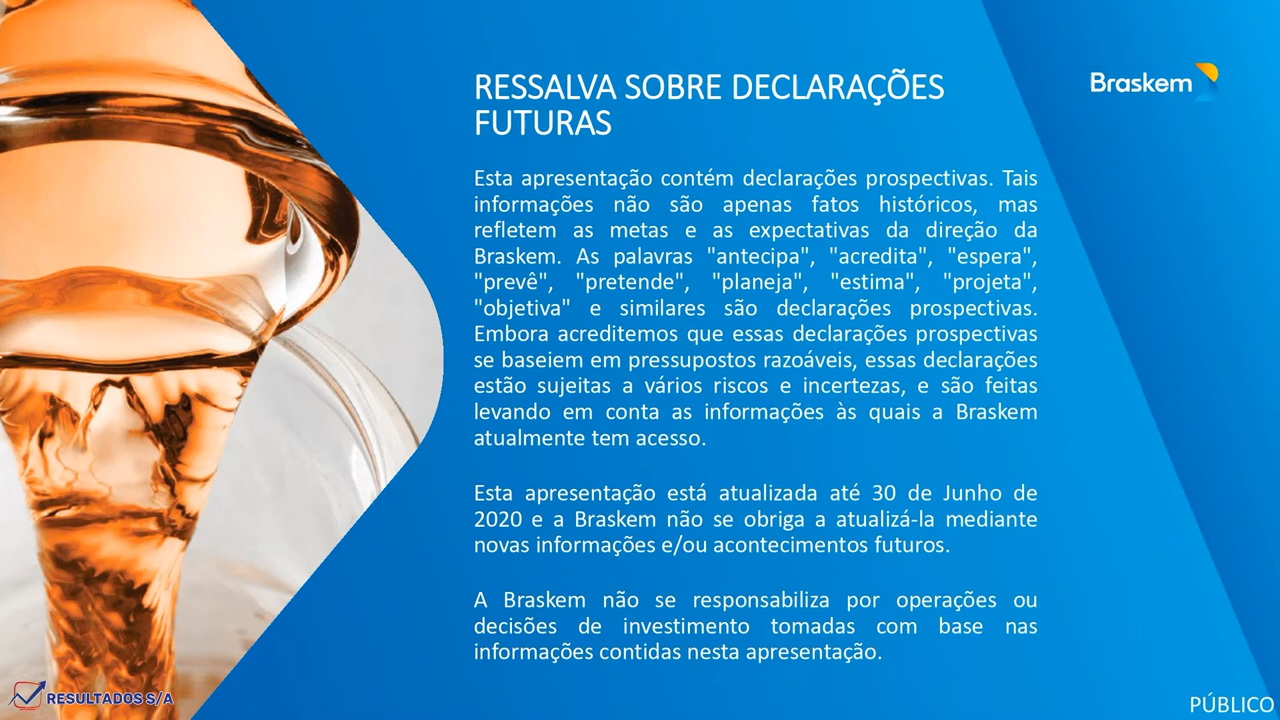 RESSALVA SOBRE DECLARAÇÕES
FUTURAS
Braskem
Esta apresentação contém declarações prospectivas. Tais
informações não são apenas fatos históricos, mas
refletem as metas e as expectativas da direção da
Braskem. As palavras "antecipa", "acredita", "espera",
"prevê", "pretende", "planeja", "estima", "projeta",
"objetiva" e similares são declarações prospectivas.
Embora acreditemos que essas declarações prospectivas
se baseiem em pressupostos razoáveis, essas declarações
estão sujeitas a vários riscos e incertezas, e são feitas
levando em conta as informações às quais a Braskem
atualmente tem acesso.
Esta apresentação está atualizada até 30 de Junho de
2020 e a Braskem não se obriga a atualizá-la mediante
novas informações e/ou acontecimentos futuros.
A Braskem não se responsabiliza por operações ou
decisões de investimento tomadas com base nas
informações contidas nesta apresentação.
RESULTADOS S/A
PÚBLICO